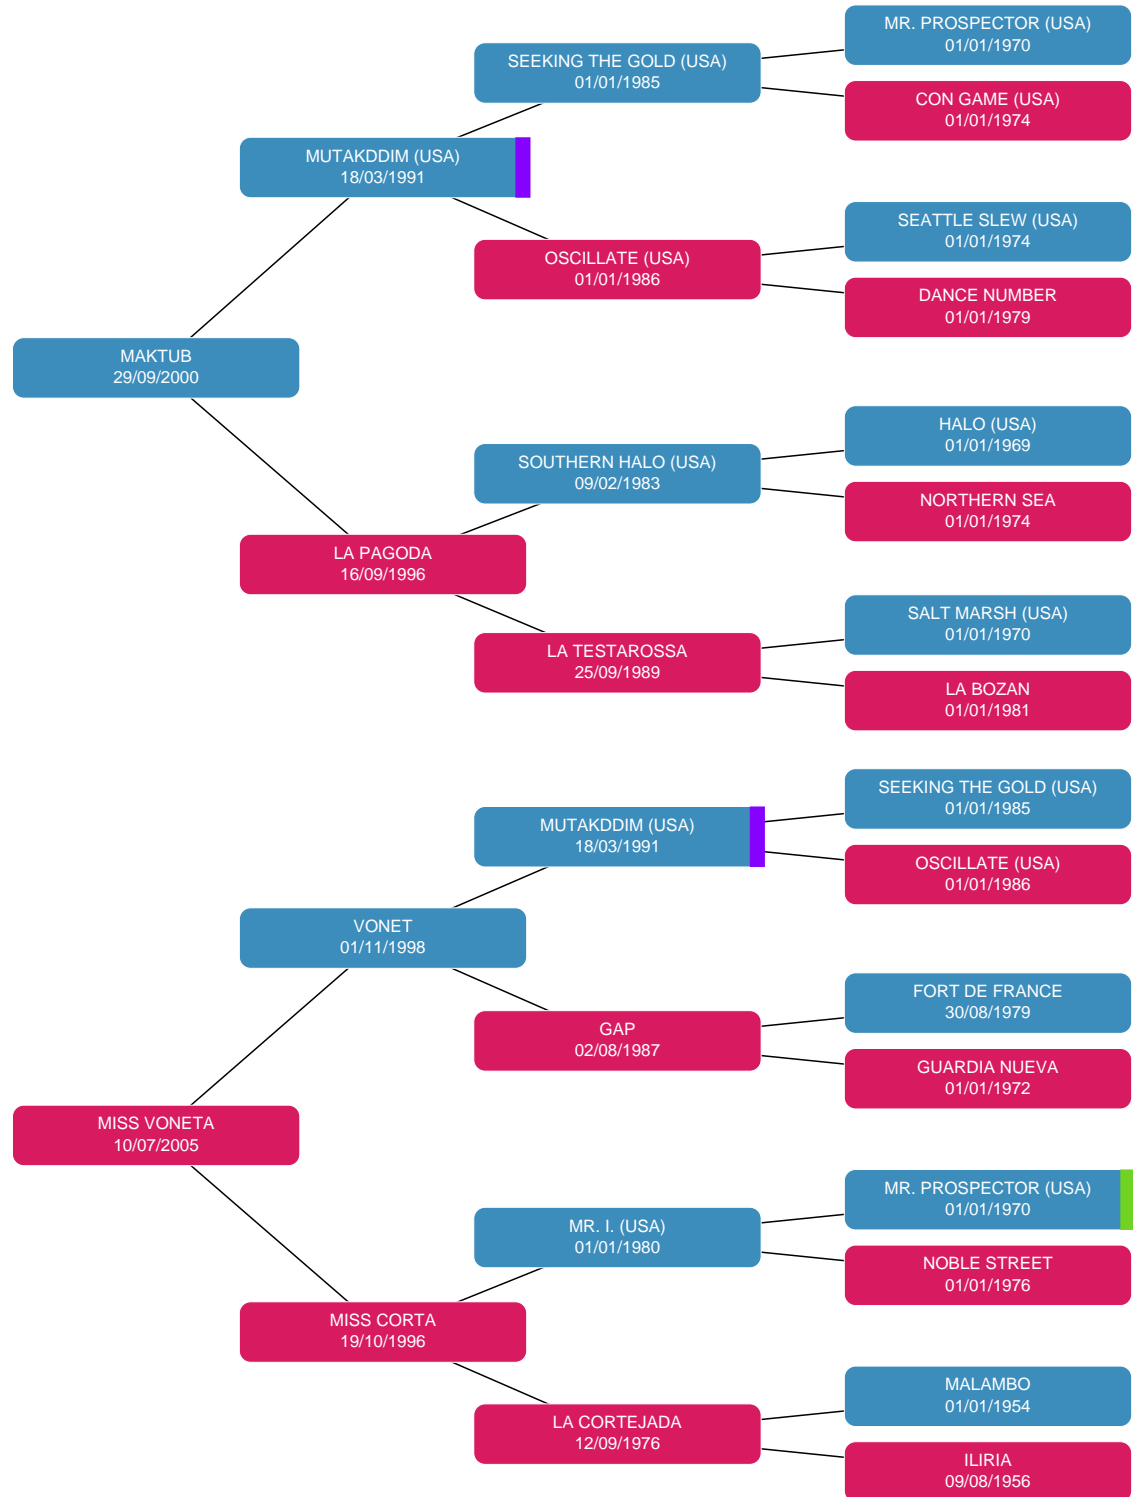 MR. PROSPECTOR (USA)
01/01/1970
SEEKING THE GOLD (USA)
01/01/1985
CON GAME (USA)
01/01/1974
MUTAKDDIM (USA)
18/03/1991
SEATTLE SLEW (USA)
01/01/1974
OSCILLATE (USA)
01/01/1986
DANCE NUMBER
01/01/1979
MAKTUB
29/09/2000
HALO (USA)
01/01/1969
SOUTHERN HALO (USA)
09/02/1983
NORTHERN SEA
01/01/1974
LA PAGODA
16/09/1996
SALT MARSH (USA)
01/01/1970
LA TESTAROSSA
25/09/1989
LA BOZAN
01/01/1981
SEEKING THE GOLD (USA)
01/01/1985
MUTAKDDIM (USA)
18/03/1991
OSCILLATE (USA)
01/01/1986
VONET
01/11/1998
FORT DE FRANCE
30/08/1979
GAP
02/08/1987
GUARDIA NUEVA
01/01/1972
MISS VONETA
10/07/2005
MR. PROSPECTOR (USA)
01/01/1970
MR. I. (USA)
01/01/1980
NOBLE STREET
01/01/1976
MISS CORTA
19/10/1996
MALAMBO
01/01/1954
LA CORTEJADA
12/09/1976
ILIRIA
09/08/1956